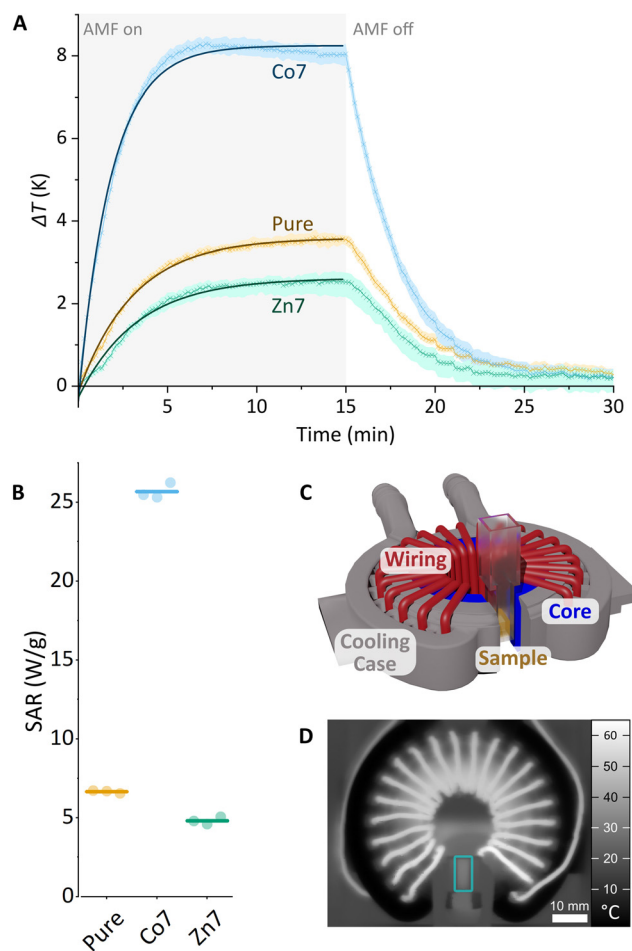 A
AMF on
AMF off
8
6
4
2
0
ΔT (K)
Co7
Pure
Zn7
5
10
15
20
25
30
Time (min)
B
25
20
15
10
5
0
SAR (W/g)
Pure
Co7
Zn7
C
Wiring
Core
Cooling
Case
Sample
D
60
50
40
30
20
10
°C
10 mm